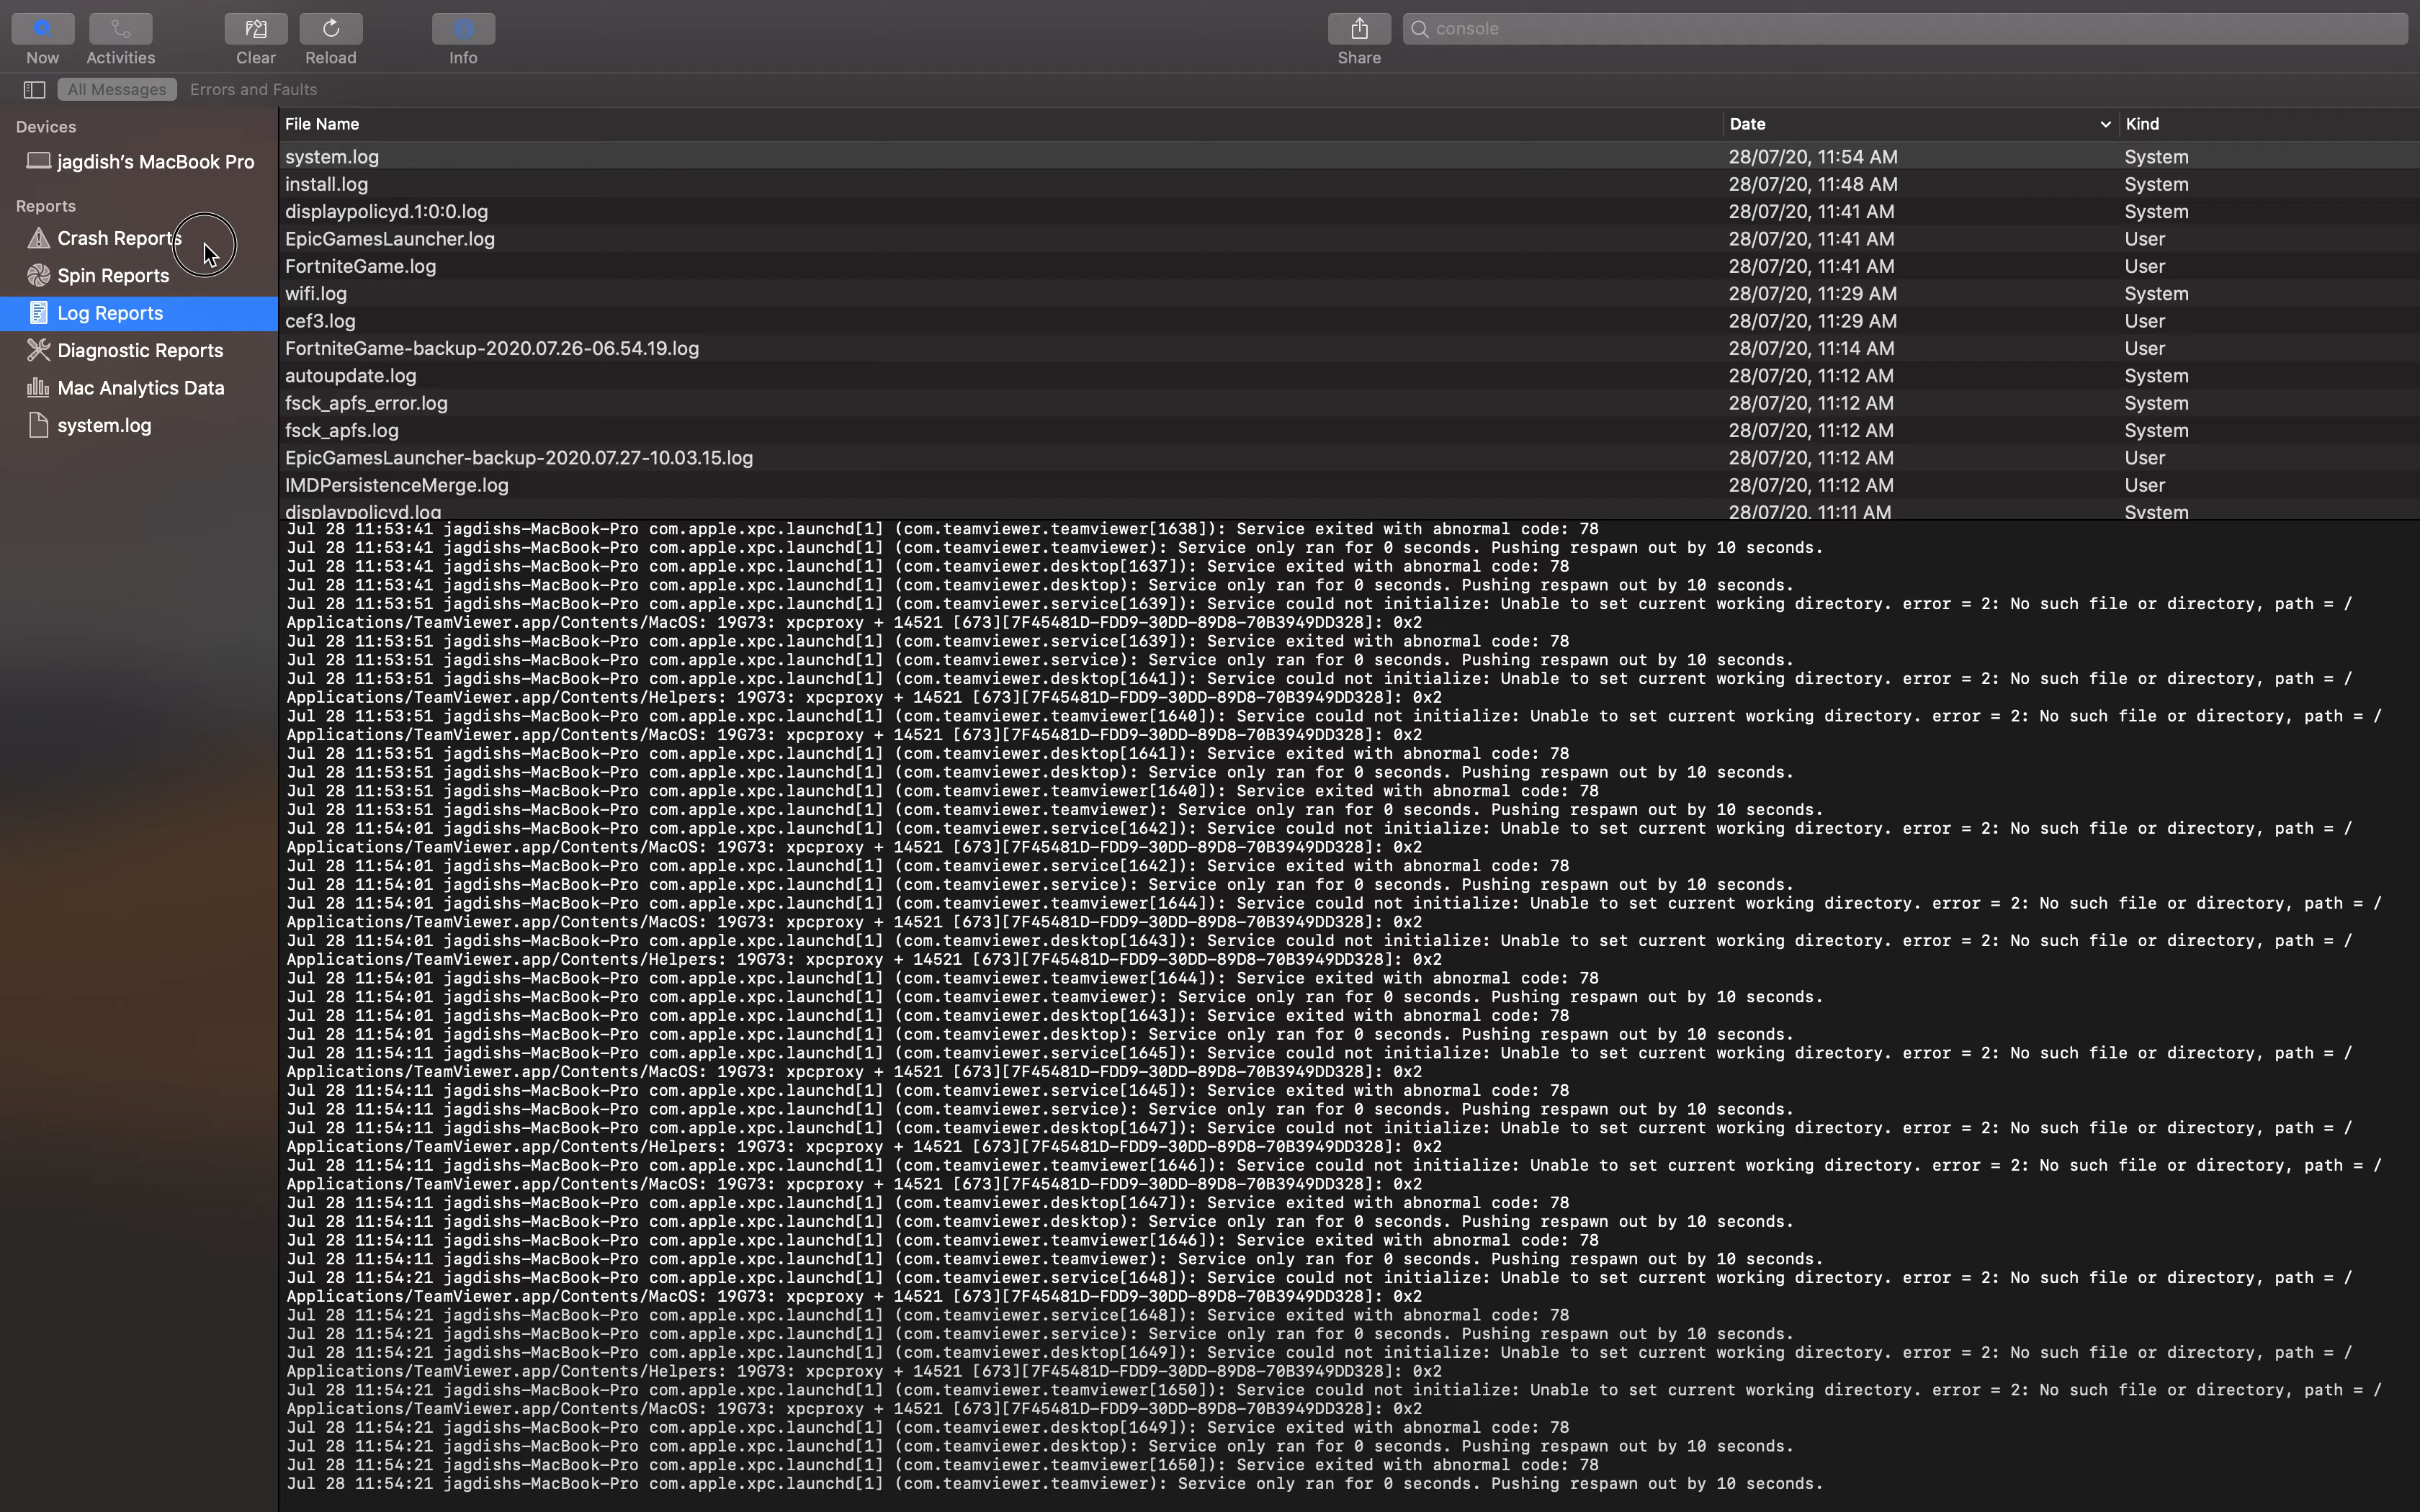 Now
Activities
Clear
Reload
Info
Share
console
All Messages
Errors and Faults
Devices
jagdish’s MacBook Pro
Reports
Crash Reports
Spin Reports
Log Reports
Diagnostic Reports
Mac Analytics Data
system.log
File Name Date Kind
system.log 28/07/20, 11:54 AM System
install.log 28/07/20, 11:48 AM System
displaypolicyd.1:0:0.log 28/07/20, 11:41 AM System
EpicGamesLauncher.log 28/07/20, 11:41 AM User
FortniteGame.log 28/07/20, 11:41 AM User
wifi.log 28/07/20, 11:29 AM System
cef3.log 28/07/20, 11:29 AM User
FortniteGame-backup-2020.07.26-06.54.19.log 28/07/20, 11:14 AM User
autoupdate.log 28/07/20, 11:12 AM System
fsck_apfs_error.log 28/07/20, 11:12 AM System
fsck_apfs.log 28/07/20, 11:12 AM System
EpicGamesLauncher-backup-2020.07.27-10.03.15.log 28/07/20, 11:12 AM User
IMDPersistenceMerge.log 28/07/20, 11:12 AM User
displaypolicyd.log 28/07/20, 11:11 AM System
Jul 28 11:53:41 jagdishs-MacBook-Pro com.apple.xpc.launchd[1] (com.teamviewer.teamviewer[1638]): Service exited with abnormal code: 78
Jul 28 11:53:41 jagdishs-MacBook-Pro com.apple.xpc.launchd[1] (com.teamviewer.teamviewer): Service only ran for 0 seconds. Pushing respawn out by 10 seconds.
Jul 28 11:53:41 jagdishs-MacBook-Pro com.apple.xpc.launchd[1] (com.teamviewer.desktop[1637]): Service exited with abnormal code: 78
Jul 28 11:53:41 jagdishs-MacBook-Pro com.apple.xpc.launchd[1] (com.teamviewer.desktop): Service only ran for 0 seconds. Pushing respawn out by 10 seconds.
Jul 28 11:53:51 jagdishs-MacBook-Pro com.apple.xpc.launchd[1] (com.teamviewer.service[1639]): Service could not initialize: Unable to set current working directory. error = 2: No such file or directory, path = /
Applications/TeamViewer.app/Contents/MacOS: 19G73: xpcproxy + 14521 [673][7F45481D-FDD9-30DD-89D8-70B3949DD328]: 0x2
Jul 28 11:53:51 jagdishs-MacBook-Pro com.apple.xpc.launchd[1] (com.teamviewer.service[1639]): Service exited with abnormal code: 78
Jul 28 11:53:51 jagdishs-MacBook-Pro com.apple.xpc.launchd[1] (com.teamviewer.service): Service only ran for 0 seconds. Pushing respawn out by 10 seconds.
Jul 28 11:53:51 jagdishs-MacBook-Pro com.apple.xpc.launchd[1] (com.teamviewer.desktop[1641]): Service could not initialize: Unable to set current working directory. error = 2: No such file or directory, path = /
Applications/TeamViewer.app/Contents/Helpers: 19G73: xpcproxy + 14521 [673][7F45481D-FDD9-30DD-89D8-70B3949DD328]: 0x2
Jul 28 11:53:51 jagdishs-MacBook-Pro com.apple.xpc.launchd[1] (com.teamviewer.teamviewer[1640]): Service could not initialize: Unable to set current working directory. error = 2: No such file or directory, path = /
Applications/TeamViewer.app/Contents/MacOS: 19G73: xpcproxy + 14521 [673][7F45481D-FDD9-30DD-89D8-70B3949DD328]: 0x2
Jul 28 11:53:51 jagdishs-MacBook-Pro com.apple.xpc.launchd[1] (com.teamviewer.desktop[1641]): Service exited with abnormal code: 78
Jul 28 11:53:51 jagdishs-MacBook-Pro com.apple.xpc.launchd[1] (com.teamviewer.desktop): Service only ran for 0 seconds. Pushing respawn out by 10 seconds.
Jul 28 11:53:51 jagdishs-MacBook-Pro com.apple.xpc.launchd[1] (com.teamviewer.teamviewer[1640]): Service exited with abnormal code: 78
Jul 28 11:53:51 jagdishs-MacBook-Pro com.apple.xpc.launchd[1] (com.teamviewer.teamviewer): Service only ran for 0 seconds. Pushing respawn out by 10 seconds.
Jul 28 11:54:01 jagdishs-MacBook-Pro com.apple.xpc.launchd[1] (com.teamviewer.service[1642]): Service could not initialize: Unable to set current working directory. error = 2: No such file or directory, path = /
Applications/TeamViewer.app/Contents/MacOS: 19G73: xpcproxy + 14521 [673][7F45481D-FDD9-30DD-89D8-70B3949DD328]: 0x2
Jul 28 11:54:01 jagdishs-MacBook-Pro com.apple.xpc.launchd[1] (com.teamviewer.service[1642]): Service exited with abnormal code: 78
Jul 28 11:54:01 jagdishs-MacBook-Pro com.apple.xpc.launchd[1] (com.teamviewer.service): Service only ran for 0 seconds. Pushing respawn out by 10 seconds.
Jul 28 11:54:01 jagdishs-MacBook-Pro com.apple.xpc.launchd[1] (com.teamviewer.teamviewer[1644]): Service could not initialize: Unable to set current working directory. error = 2: No such file or directory, path = /
Applications/TeamViewer.app/Contents/MacOS: 19G73: xpcproxy + 14521 [673][7F45481D-FDD9-30DD-89D8-70B3949DD328]: 0x2
Jul 28 11:54:01 jagdishs-MacBook-Pro com.apple.xpc.launchd[1] (com.teamviewer.desktop[1643]): Service could not initialize: Unable to set current working directory. error = 2: No such file or directory, path = /
Applications/TeamViewer.app/Contents/Helpers: 19G73: xpcproxy + 14521 [673][7F45481D-FDD9-30DD-89D8-70B3949DD328]: 0x2
Jul 28 11:54:01 jagdishs-MacBook-Pro com.apple.xpc.launchd[1] (com.teamviewer.teamviewer[1644]): Service exited with abnormal code: 78
Jul 28 11:54:01 jagdishs-MacBook-Pro com.apple.xpc.launchd[1] (com.teamviewer.teamviewer): Service only ran for 0 seconds. Pushing respawn out by 10 seconds.
Jul 28 11:54:01 jagdishs-MacBook-Pro com.apple.xpc.launchd[1] (com.teamviewer.desktop[1643]): Service exited with abnormal code: 78
Jul 28 11:54:01 jagdishs-MacBook-Pro com.apple.xpc.launchd[1] (com.teamviewer.desktop): Service only ran for 0 seconds. Pushing respawn out by 10 seconds.
Jul 28 11:54:11 jagdishs-MacBook-Pro com.apple.xpc.launchd[1] (com.teamviewer.service[1645]): Service could not initialize: Unable to set current working directory. error = 2: No such file or directory, path = /
Applications/TeamViewer.app/Contents/MacOS: 19G73: xpcproxy + 14521 [673][7F45481D-FDD9-30DD-89D8-70B3949DD328]: 0x2
Jul 28 11:54:11 jagdishs-MacBook-Pro com.apple.xpc.launchd[1] (com.teamviewer.service[1645]): Service exited with abnormal code: 78
Jul 28 11:54:11 jagdishs-MacBook-Pro com.apple.xpc.launchd[1] (com.teamviewer.service): Service only ran for 0 seconds. Pushing respawn out by 10 seconds.
Jul 28 11:54:11 jagdishs-MacBook-Pro com.apple.xpc.launchd[1] (com.teamviewer.desktop[1647]): Service could not initialize: Unable to set current working directory. error = 2: No such file or directory, path = /
Applications/TeamViewer.app/Contents/Helpers: 19G73: xpcproxy + 14521 [673][7F45481D-FDD9-30DD-89D8-70B3949DD328]: 0x2
Jul 28 11:54:11 jagdishs-MacBook-Pro com.apple.xpc.launchd[1] (com.teamviewer.teamviewer[1646]): Service could not initialize: Unable to set current working directory. error = 2: No such file or directory, path = /
Applications/TeamViewer.app/Contents/MacOS: 19G73: xpcproxy + 14521 [673][7F45481D-FDD9-30DD-89D8-70B3949DD328]: 0x2
Jul 28 11:54:11 jagdishs-MacBook-Pro com.apple.xpc.launchd[1] (com.teamviewer.desktop[1647]): Service exited with abnormal code: 78
Jul 28 11:54:11 jagdishs-MacBook-Pro com.apple.xpc.launchd[1] (com.teamviewer.desktop): Service only ran for 0 seconds. Pushing respawn out by 10 seconds.
Jul 28 11:54:11 jagdishs-MacBook-Pro com.apple.xpc.launchd[1] (com.teamviewer.teamviewer[1646]): Service exited with abnormal code: 78
Jul 28 11:54:11 jagdishs-MacBook-Pro com.apple.xpc.launchd[1] (com.teamviewer.teamviewer): Service only ran for 0 seconds. Pushing respawn out by 10 seconds.
Jul 28 11:54:21 jagdishs-MacBook-Pro com.apple.xpc.launchd[1] (com.teamviewer.service[1648]): Service could not initialize: Unable to set current working directory. error = 2: No such file or directory, path = /
Applications/TeamViewer.app/Contents/MacOS: 19G73: xpcproxy + 14521 [673][7F45481D-FDD9-30DD-89D8-70B3949DD328]: 0x2
Jul 28 11:54:21 jagdishs-MacBook-Pro com.apple.xpc.launchd[1] (com.teamviewer.service[1648]): Service exited with abnormal code: 78
Jul 28 11:54:21 jagdishs-MacBook-Pro com.apple.xpc.launchd[1] (com.teamviewer.service): Service only ran for 0 seconds. Pushing respawn out by 10 seconds.
Jul 28 11:54:21 jagdishs-MacBook-Pro com.apple.xpc.launchd[1] (com.teamviewer.desktop[1649]): Service could not initialize: Unable to set current working directory. error = 2: No such file or directory, path = /
Applications/TeamViewer.app/Contents/Helpers: 19G73: xpcproxy + 14521 [673][7F45481D-FDD9-30DD-89D8-70B3949DD328]: 0x2
Jul 28 11:54:21 jagdishs-MacBook-Pro com.apple.xpc.launchd[1] (com.teamviewer.teamviewer[1650]): Service could not initialize: Unable to set current working directory. error = 2: No such file or directory, path = /
Applications/TeamViewer.app/Contents/MacOS: 19G73: xpcproxy + 14521 [673][7F45481D-FDD9-30DD-89D8-70B3949DD328]: 0x2
Jul 28 11:54:21 jagdishs-MacBook-Pro com.apple.xpc.launchd[1] (com.teamviewer.desktop[1649]): Service exited with abnormal code: 78
Jul 28 11:54:21 jagdishs-MacBook-Pro com.apple.xpc.launchd[1] (com.teamviewer.desktop): Service only ran for 0 seconds. Pushing respawn out by 10 seconds.
Jul 28 11:54:21 jagdishs-MacBook-Pro com.apple.xpc.launchd[1] (com.teamviewer.teamviewer[1650]): Service exited with abnormal code: 78
Jul 28 11:54:21 jagdishs-MacBook-Pro com.apple.xpc.launchd[1] (com.teamviewer.teamviewer): Service only ran for 0 seconds. Pushing respawn out by 10 seconds.